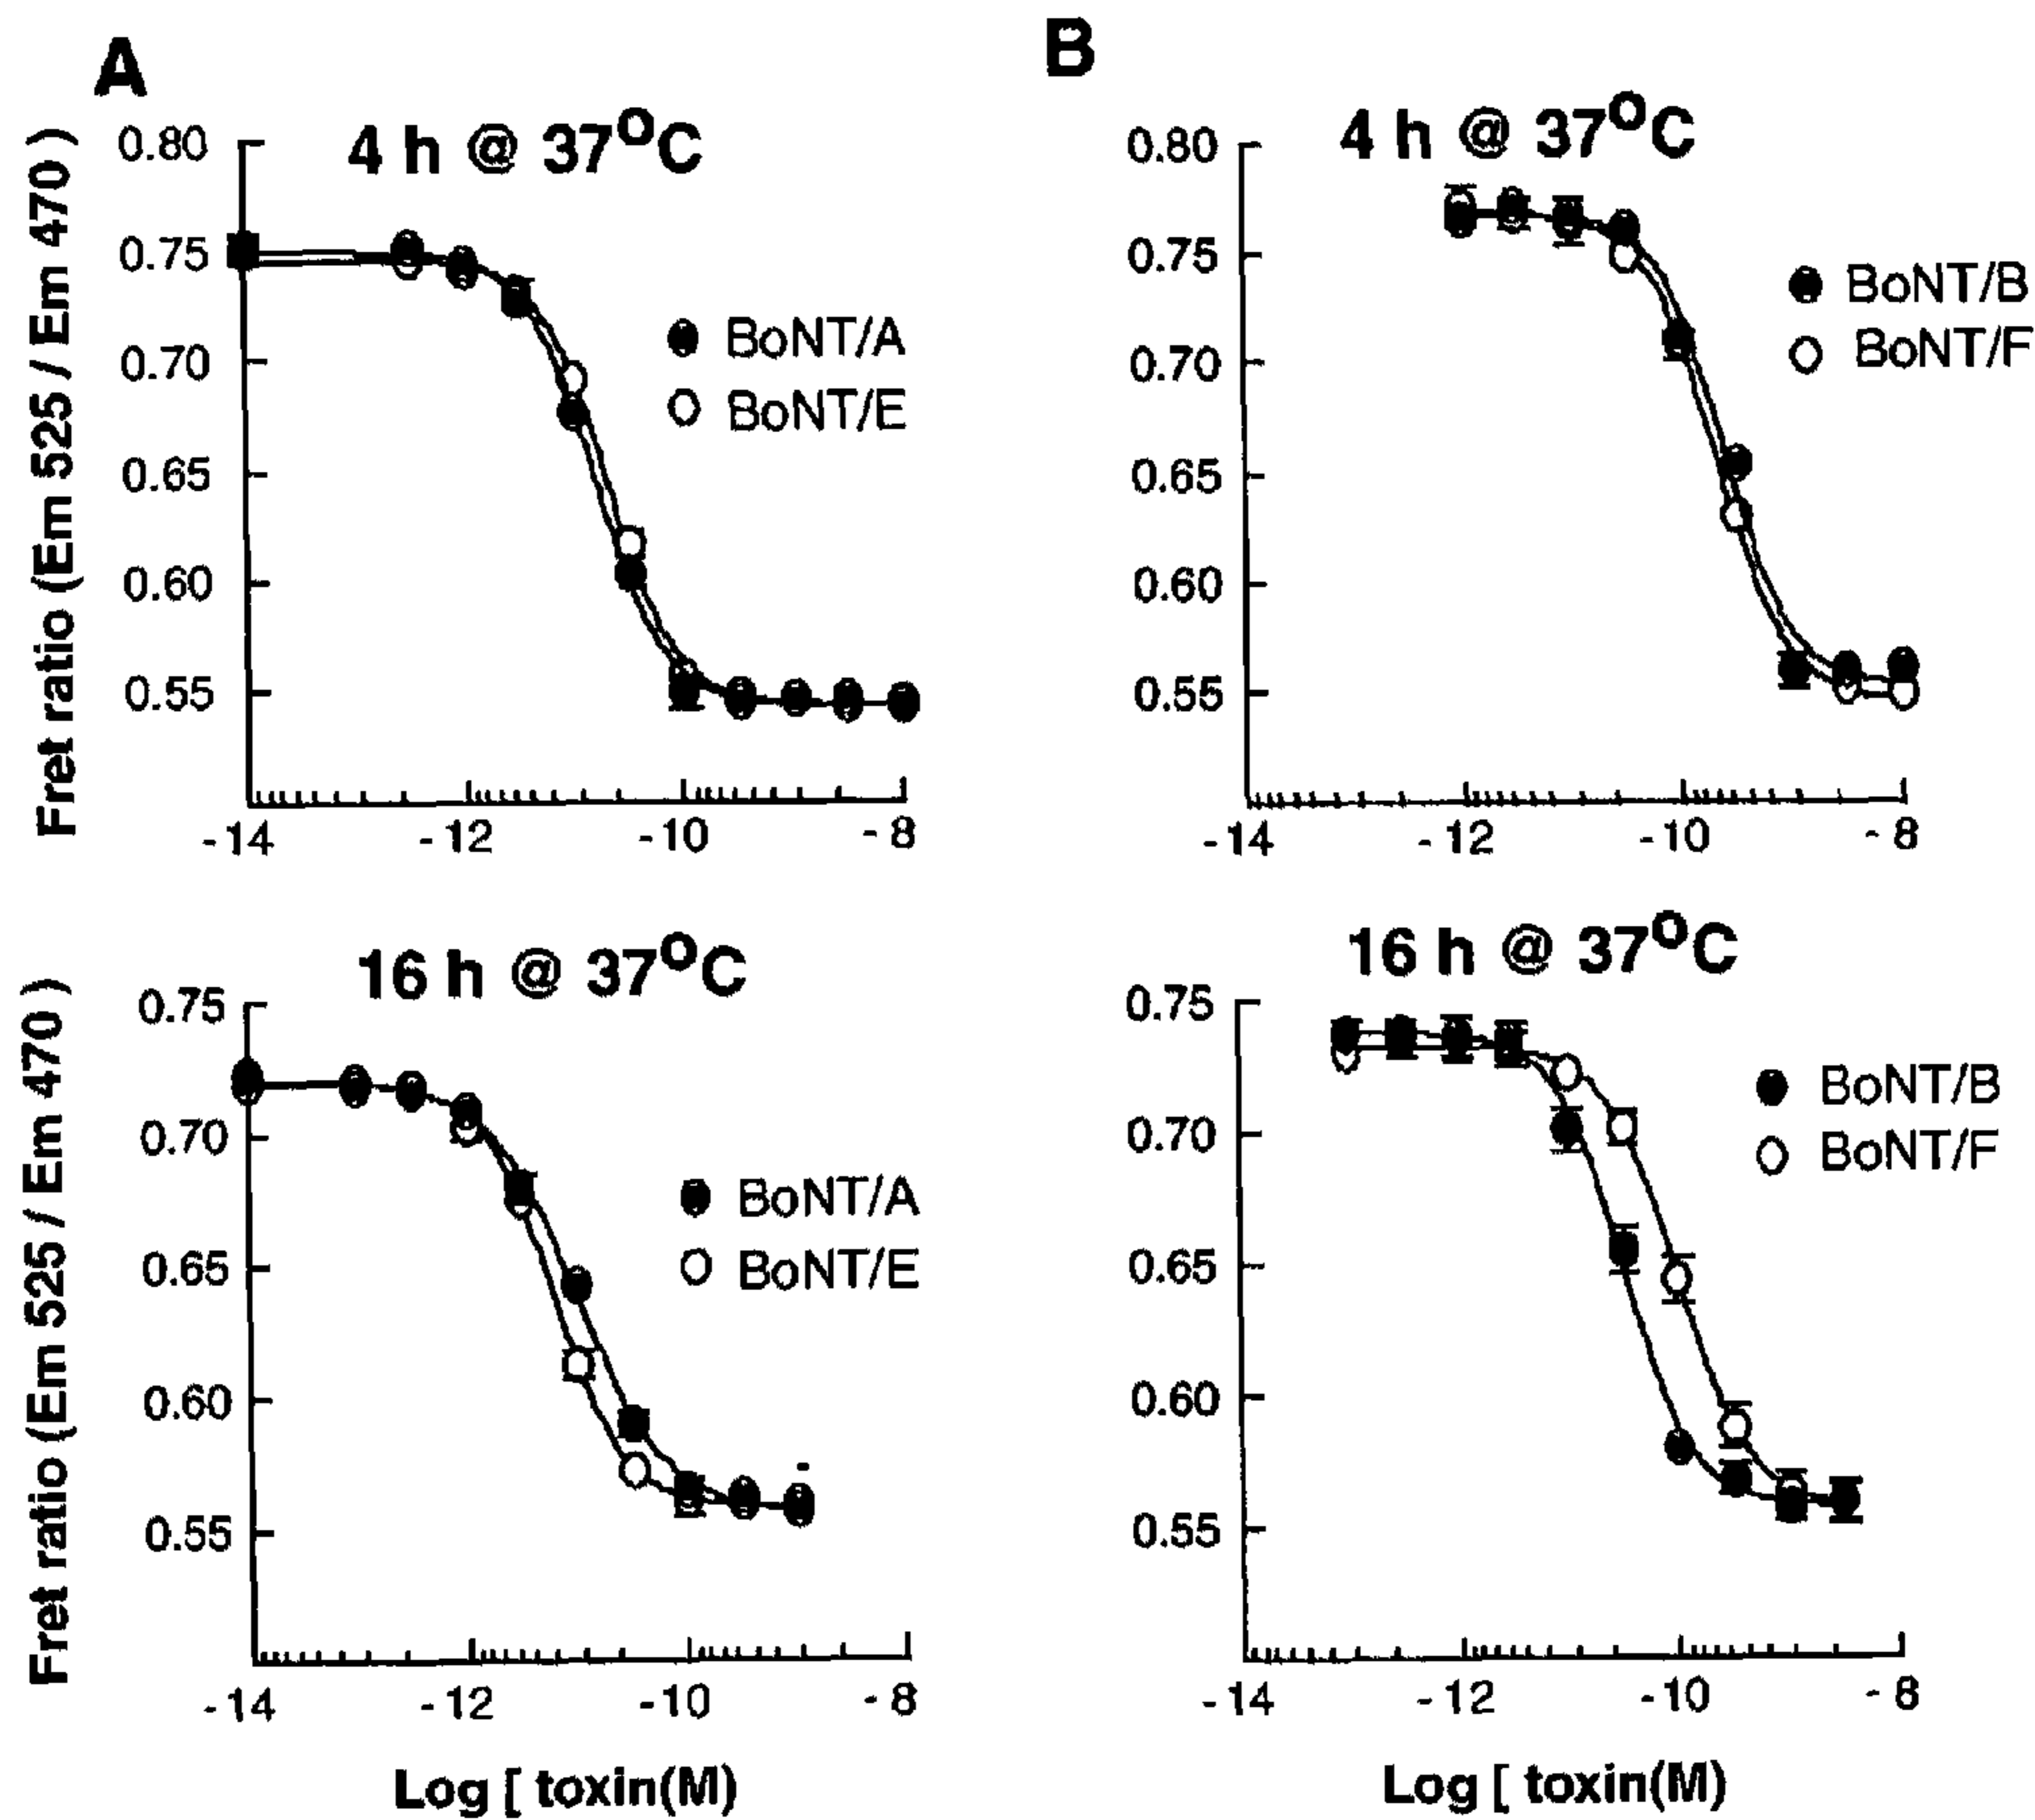 A
4 h @ 37°C
Fret ratio (Em 525 / Em 470)
0.80
0.75
0.70
0.65
0.60
0.55
BoNT/A
BoNT/E
-14
-12
-10
-8
B
4 h @ 37°C
0.80
0.75
0.70
0.65
0.60
0.55
BoNT/B
BoNT/F
-14
-12
-10
-8
16 h @ 37°C
Fret ratio (Em 525 / Em 470)
0.75
0.70
0.65
0.60
0.55
BoNT/A
BoNT/E
-14
-12
-10
-8
Log [ toxin(M)
16 h @ 37°C
0.75
0.70
0.65
0.60
0.55
BoNT/B
BoNT/F
-14
-12
-10
-8
Log [ toxin(M)